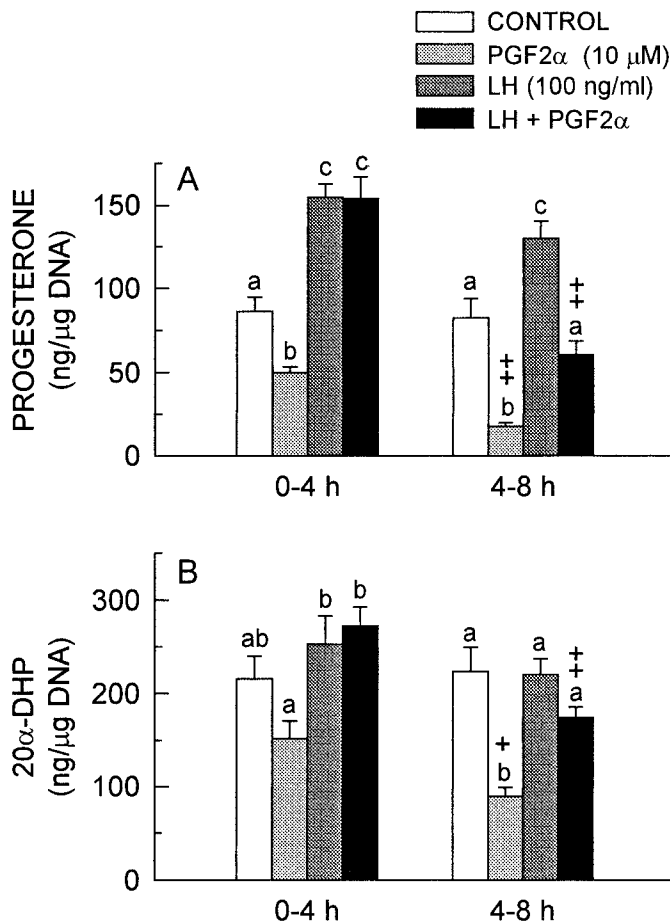 CONTROL
PGF2α (10 μM)
LH (100 ng/ml)
LH + PGF2α
A
PROGESTERONE
(ng/μg DNA)
150
100
50
0
a
b
c
c
a
‡
‡
b
c
‡
‡
a
0-4 h
4-8 h
B
20α-DHP
(ng/μg DNA)
300
200
100
0
ab
a
b
b
a
+
b
a
‡
‡
a
0-4 h
4-8 h